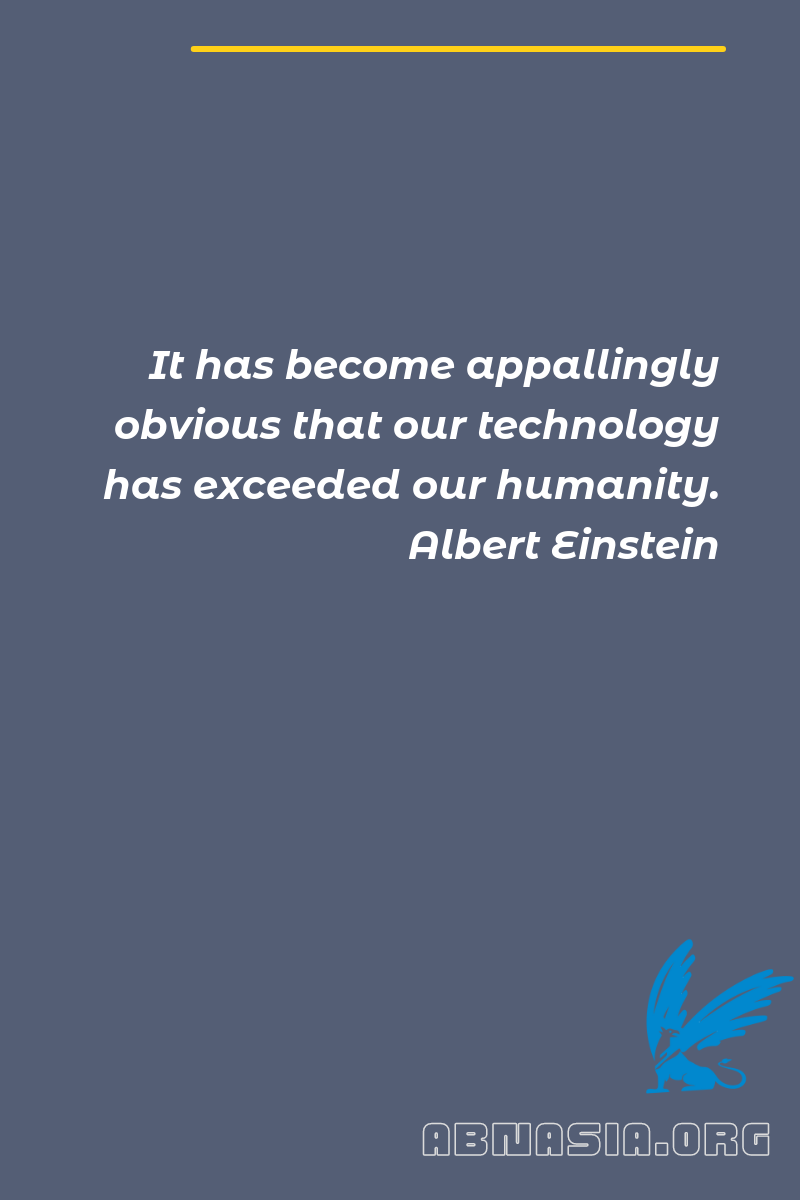 It has become appallingly
obvious that our technology
has exceeded our humanity.
Albert Einstein
ABNASIA.ORG